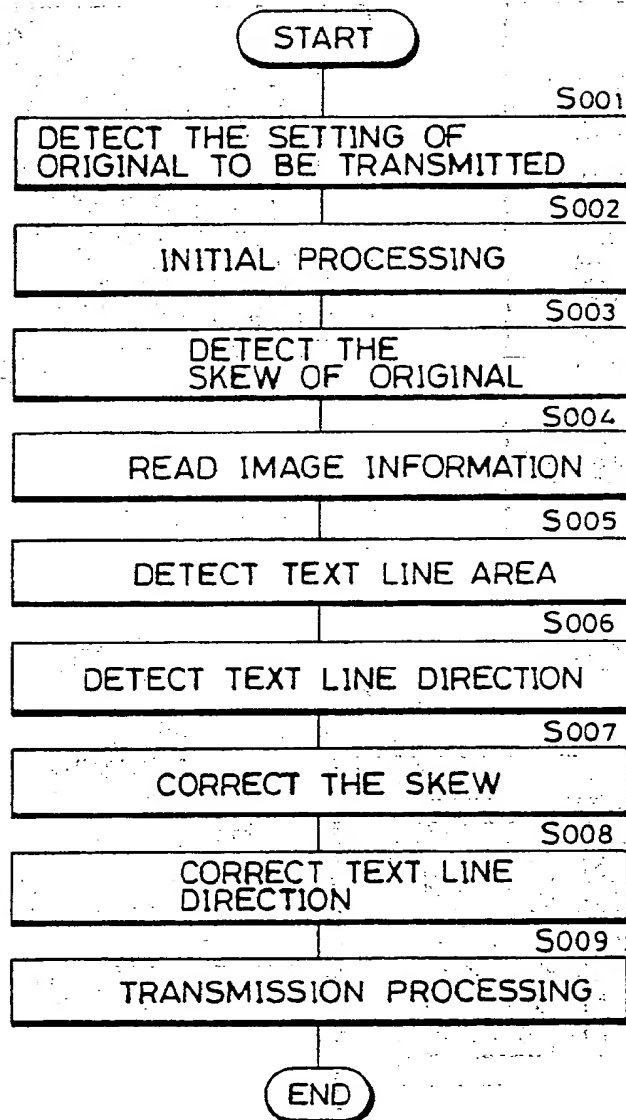 START
S001
DETECT THE SETTING OF
ORIGINAL TO BE TRANSMITTED
S002
INITIAL PROCESSING
S003
DETECT THE
SKEW OF ORIGINAL
S004
READ IMAGE INFORMATION
S005
DETECT TEXT LINE AREA
S006
DETECT TEXT LINE DIRECTION
S007
CORRECT THE SKEW
S008
CORRECT TEXT LINE
DIRECTION
S009
TRANSMISSION PROCESSING
END